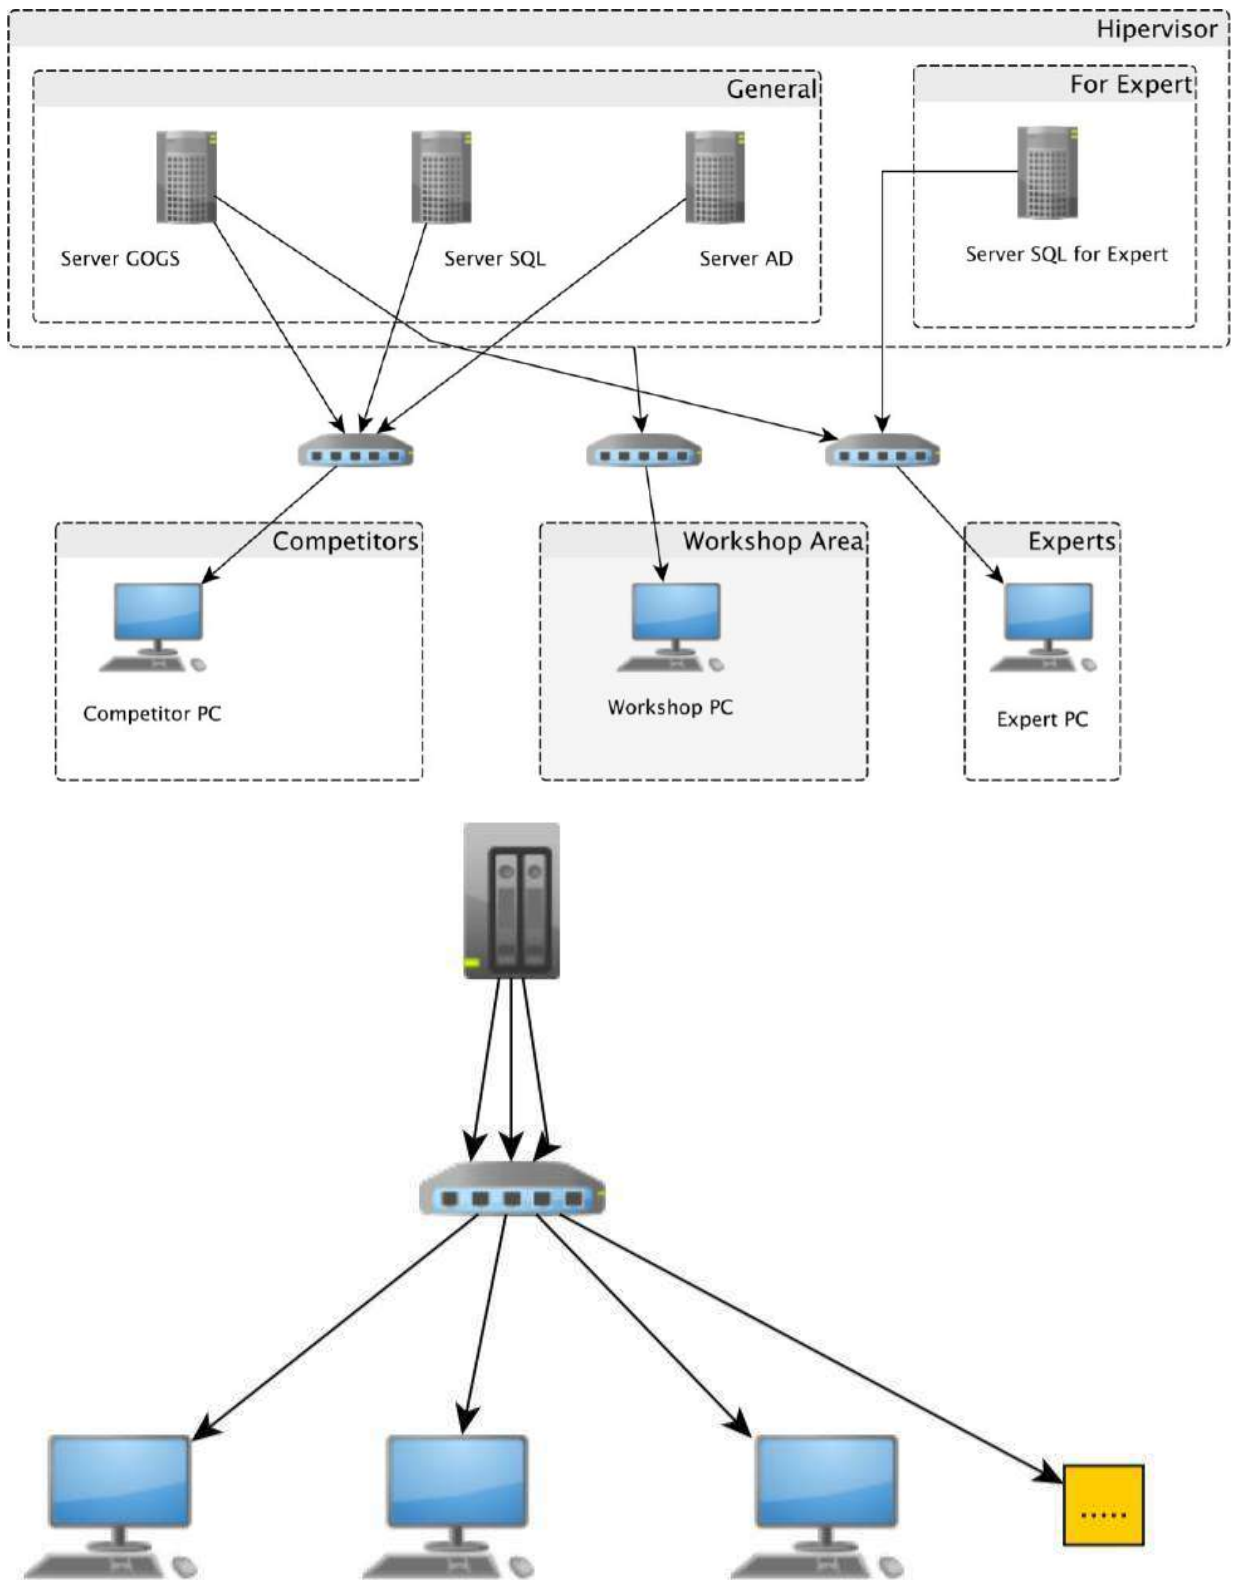 Hipervisor
General
For Expert
Server GOGS
Server SQL
Server AD
Server SQL for Expert
Competitors
Workshop Area
Experts
Competitor PC
Workshop PC
Expert PC
.....